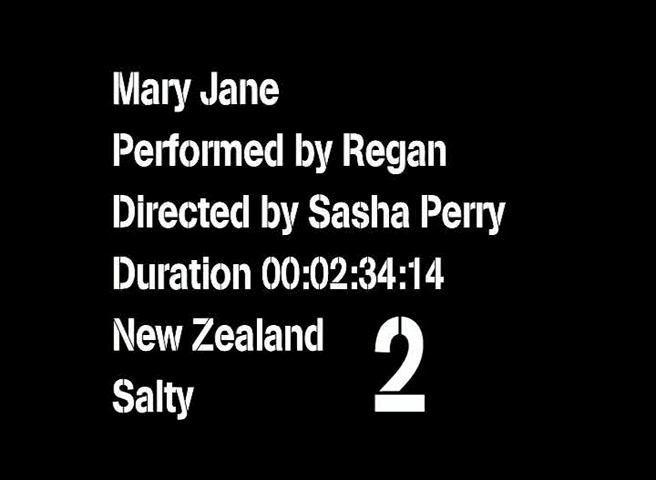 Mary Jane
Performed by Regan
Directed by Sasha Perry
Duration 00:02:34:14
New Zealand
Salty
2